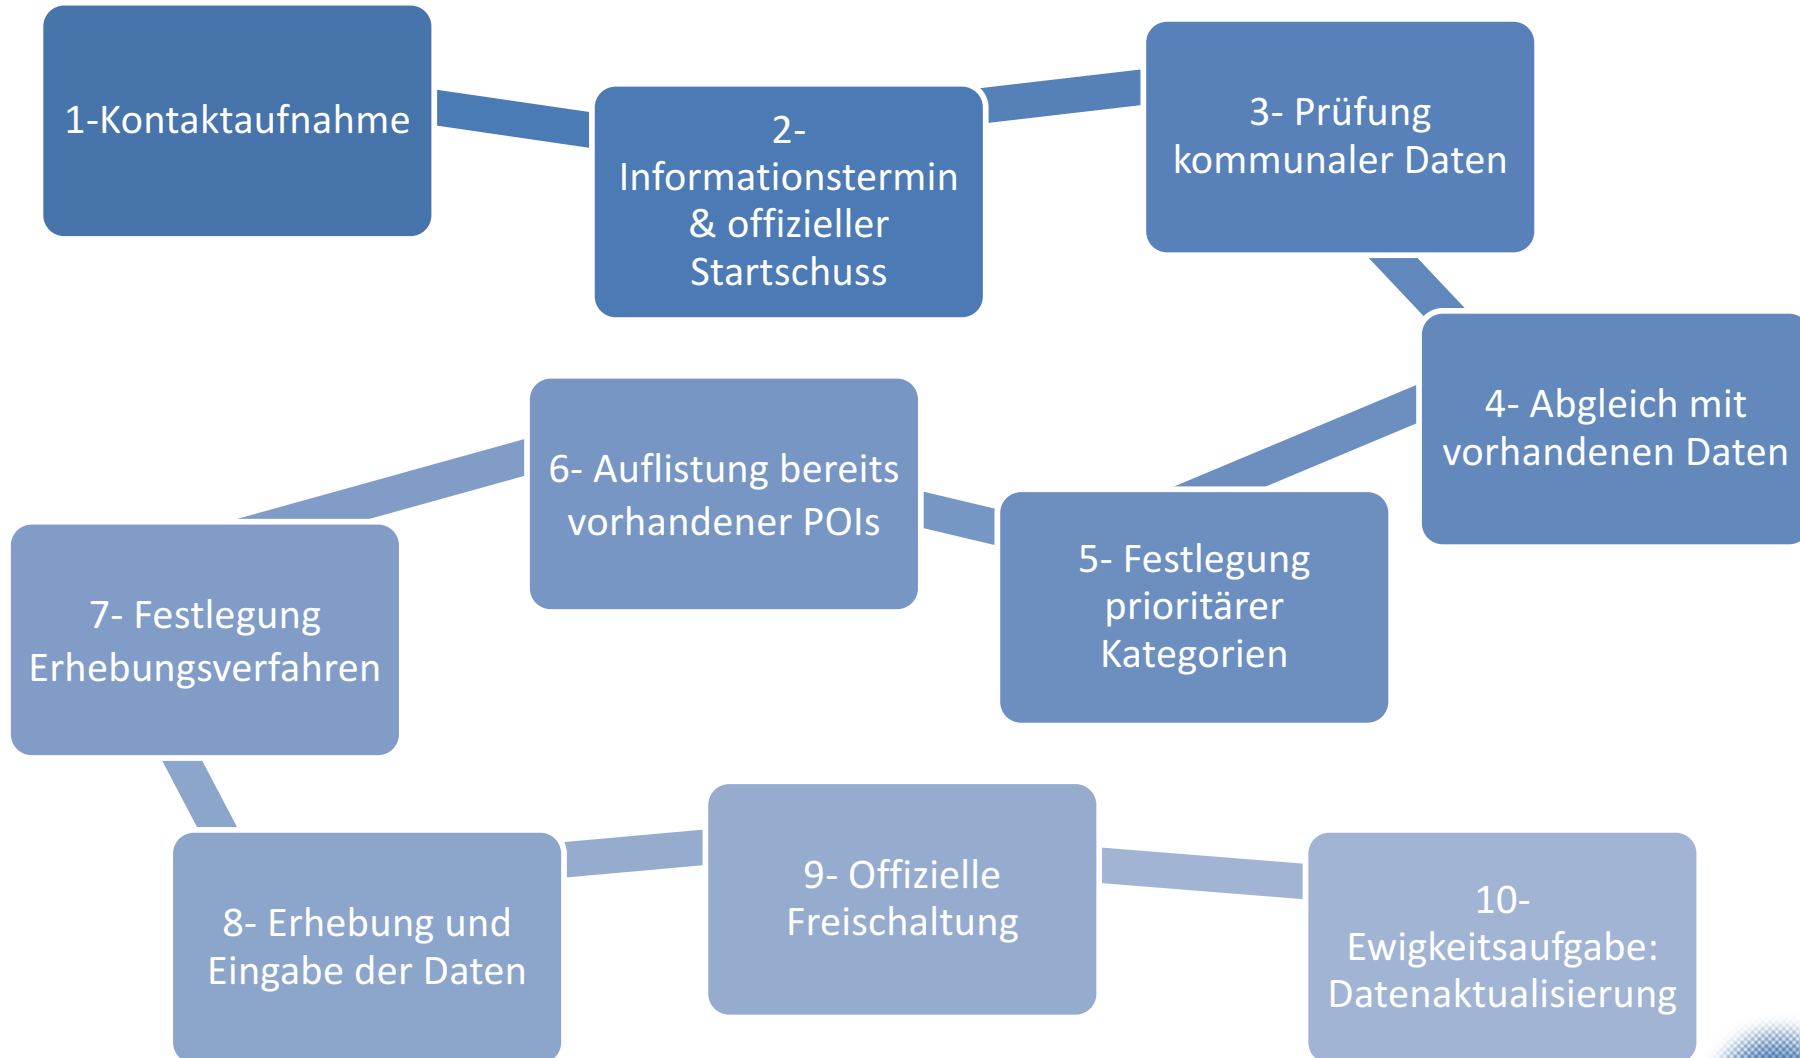 1-Kontaktaufnahme
2-
Informationstermin
& offizieller
Startschuss
3- Prüfung
kommunaler Daten
4- Abgleich mit
vorhandenen Daten
5- Festlegung
prioritärer
Kategorien
6- Auflistung bereits
vorhandener POIs
7- Festlegung
Erhebungsverfahren
8- Erhebung und
Eingabe der Daten
9- Offizielle
Freischaltung
10-
Ewigkeitsaufgabe:
Datenaktualisierung